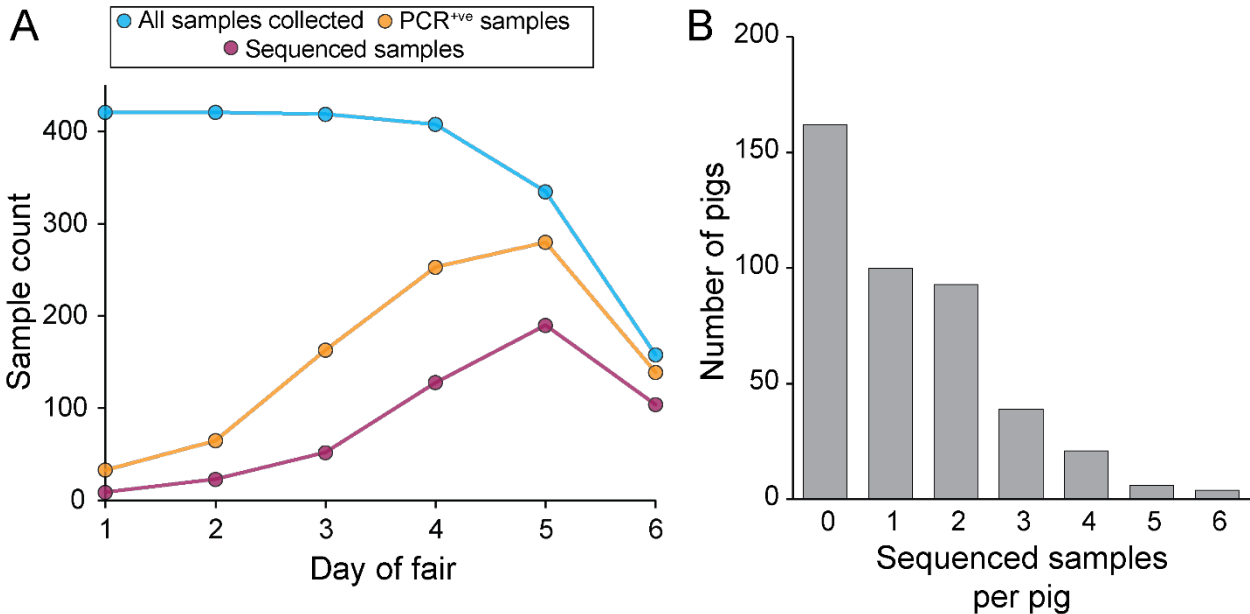 A
All samples collected PCR+ve samples
Sequenced samples
Sample count
400
300
200
100
0
1 2 3 4 5 6
Day of fair
B
Number of pigs
200
150
100
50
0
0 1 2 3 4 5 6
Sequenced samples
per pig